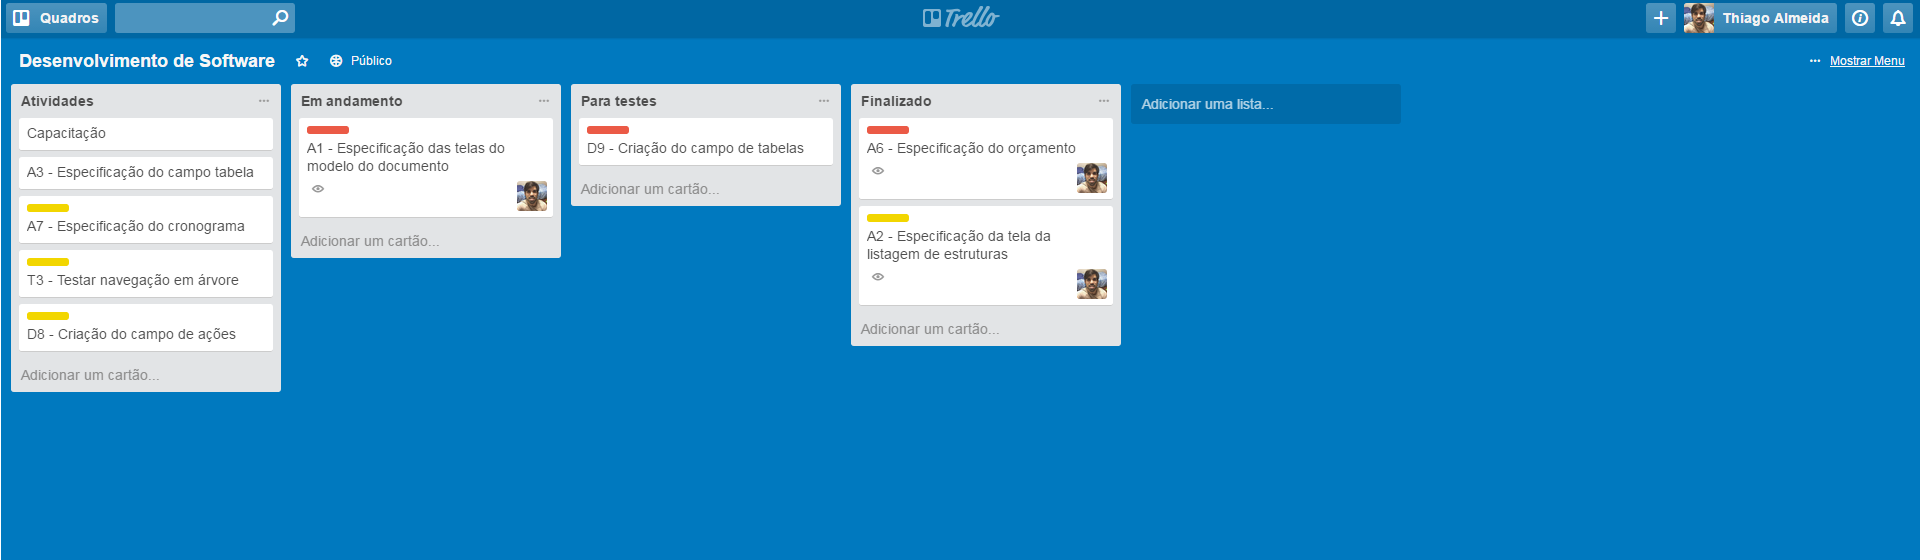 Quadros
Trello
Thiago Almeida
Desenvolvimento de Software
Público
Mostrar Menu
Atividades
Capacitação
A3 - Especificação do campo tabela
A7 - Especificação do cronograma
T3 - Testar navegação em árvore
D8 - Criação do campo de ações
Adicionar um cartão...
Em andamento
A1 - Especificação das telas do
modelo do documento
Adicionar um cartão...
Para testes
D9 - Criação do campo de tabelas
Adicionar um cartão...
Finalizado
A6 - Especificação do orçamento
A2 - Especificação da tela da
listagem de estruturas
Adicionar um cartão...
Adicionar uma lista...